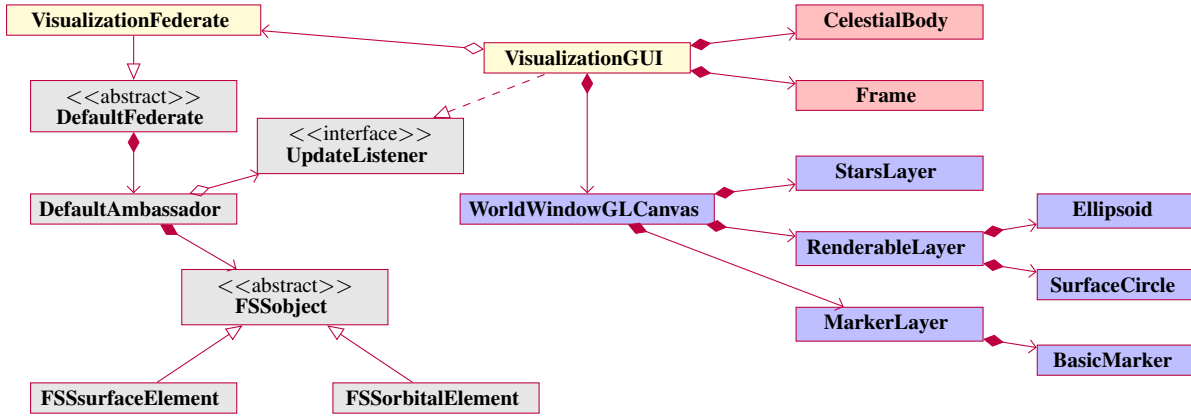 VisualizationFederate
CelestialBody
VisualizationGUI
Frame
<<abstract>>
DefaultFederate
<<interface>>
UpdateListener
StarsLayer
DefaultAmbassador
WorldWindowGLCanvas
Ellipsoid
RenderableLayer
<<abstract>>
FSSobject
SurfaceCircle
MarkerLayer
BasicMarker
FSSsurfaceElement
FSSorbitalElement